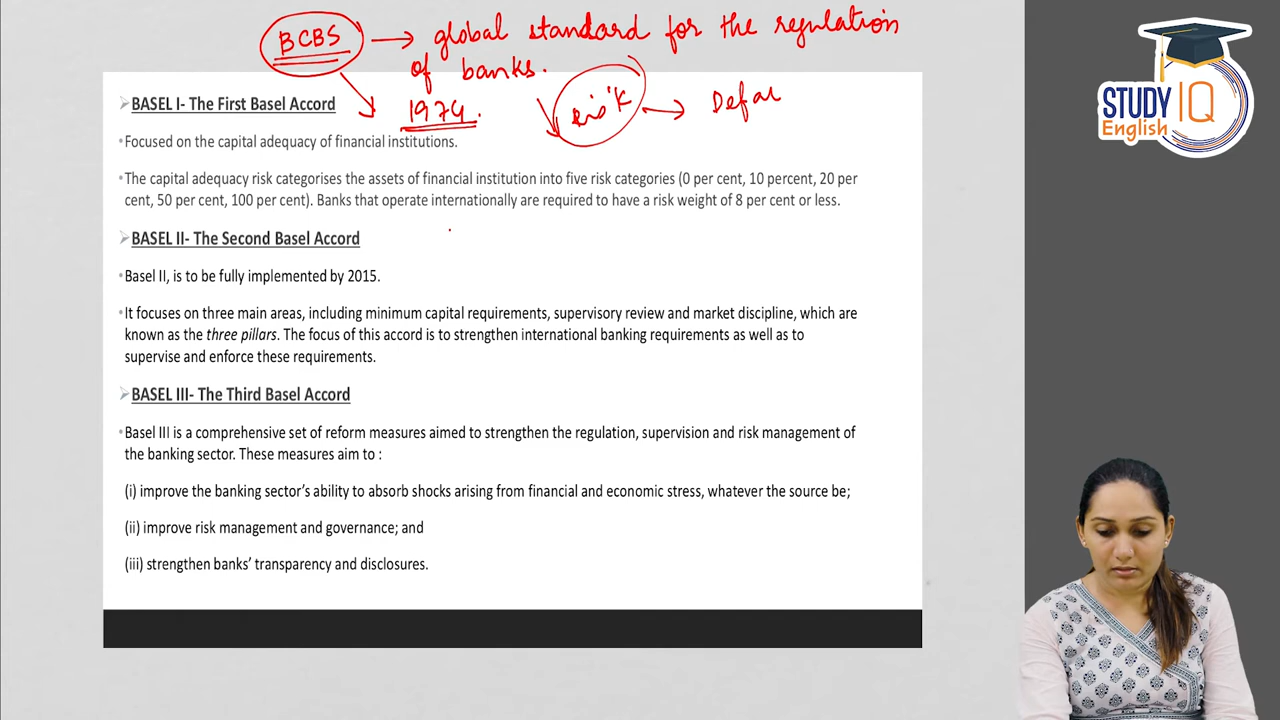 BCBS → global standard for the regulation
of banks.
1974.
risk → Defau
STUDY IQ
English
BASEL I- The First Basel Accord
Focused on the capital adequacy of financial institutions.
The capital adequacy risk categorises the assets of financial institution into five risk categories (0 per cent, 10 percent, 20 per
cent, 50 per cent, 100 per cent). Banks that operate internationally are required to have a risk weight of 8 per cent or less.
BASEL II- The Second Basel Accord
Basel II, is to be fully implemented by 2015.
It focuses on three main areas, including minimum capital requirements, supervisory review and market discipline, which are
known as the three pillars. The focus of this accord is to strengthen international banking requirements as well as to
supervise and enforce these requirements.
BASEL III- The Third Basel Accord
Basel III is a comprehensive set of reform measures aimed to strengthen the regulation, supervision and risk management of
the banking sector. These measures aim to :
(i) improve the banking sector's ability to absorb shocks arising from financial and economic stress, whatever the source be;
(ii) improve risk management and governance; and
(iii) strengthen banks' transparency and disclosures.